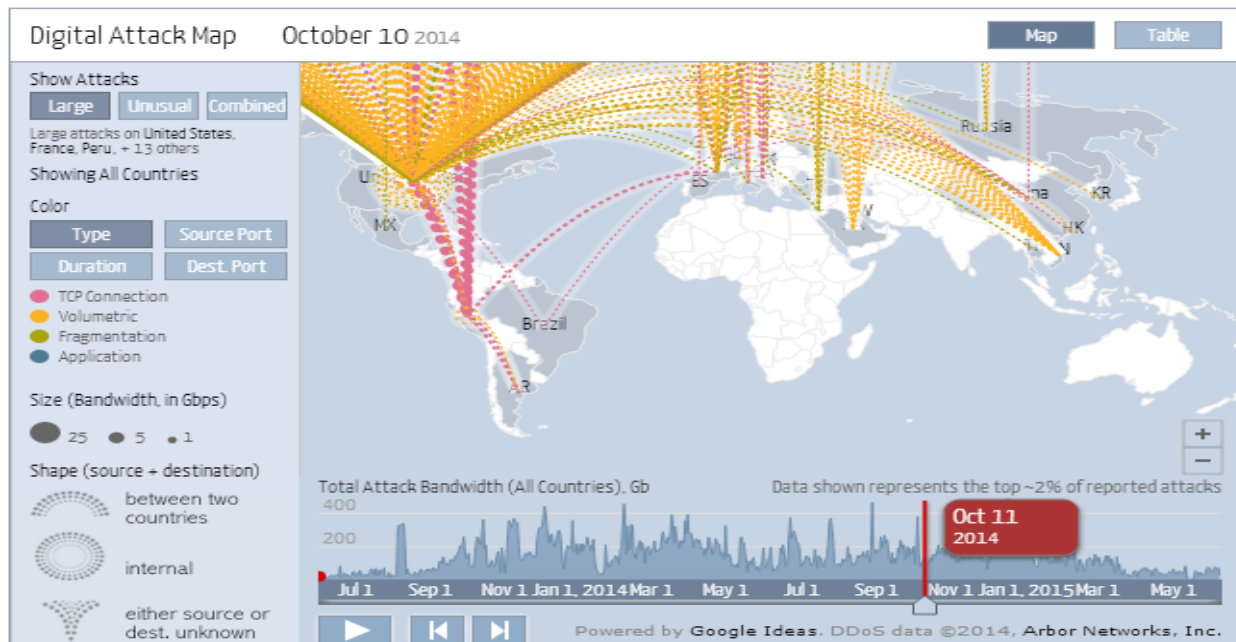 Digital Attack Map October 10 2014
Map Table
Show Attacks
Large Unusual Combined
Large attacks on United States,
France, Peru, + 13 others
Showing All Countries
Color
Type Source Port
Duration Dest. Port
TCP Connection
Volumetric
Fragmentation
Application
Size (Bandwidth, in Gbps)
25 5 1
Shape (source + destination)
between two
countries
internal
either source or
dest. unknown
Russia
ES
KR
MX
HK
Brazil
AR
+
−
Total Attack Bandwidth (All Countries), Gb Data shown represents the top ~2% of reported attacks
400
200
Oct 11
2014
Jul 1 Sep 1 Nov 1 Jan 1, 2014 Mar 1 May 1 Jul 1 Sep 1 Nov 1 Jan 1, 2015 Mar 1 May 1
Powered by Google Ideas. DDoS data ©2014, Arbor Networks, Inc.